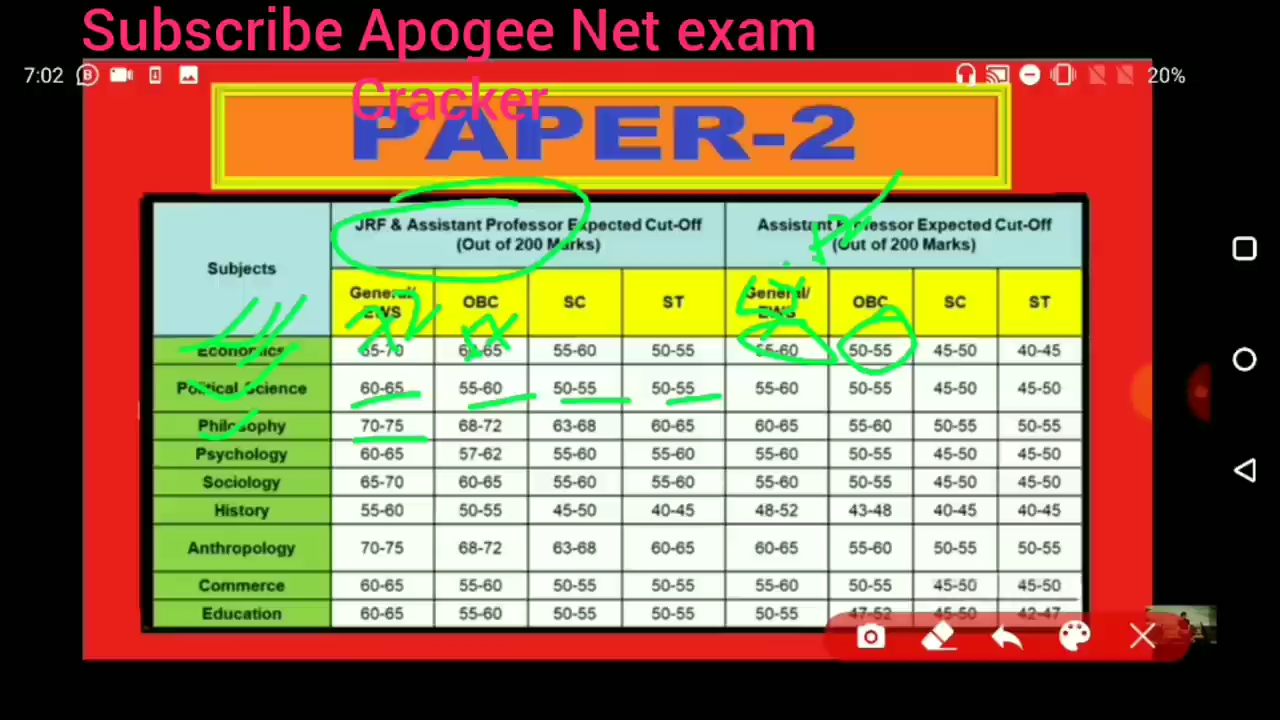 Subscribe Apogee Net exam
Cracker
7:02 20%
PAPER-2
Subjects JRF & Assistant Professor Expected Cut-Off (Out of 200 Marks) Assistant Professor Expected Cut-Off (Out of 200 Marks)
General/ EWS OBC SC ST General/ EWS OBC SC ST
Economics 65-70 60-65 55-60 50-55 55-60 50-55 45-50 40-45
Political Science 60-65 55-60 50-55 50-55 55-60 50-55 45-50 45-50
Philosophy 70-75 68-72 63-68 60-65 60-65 55-60 50-55 50-55
Psychology 60-65 57-62 55-60 55-60 55-60 50-55 45-50 45-50
Sociology 65-70 60-65 55-60 55-60 55-60 50-55 45-50 45-50
History 55-60 50-55 45-50 40-45 48-52 43-48 40-45 40-45
Anthropology 70-75 68-72 63-68 60-65 60-65 55-60 50-55 50-55
Commerce 60-65 55-60 50-55 50-55 55-60 50-55 45-50 45-50
Education 60-65 55-60 50-55 50-55 50-55 47-52 45-50 42-47